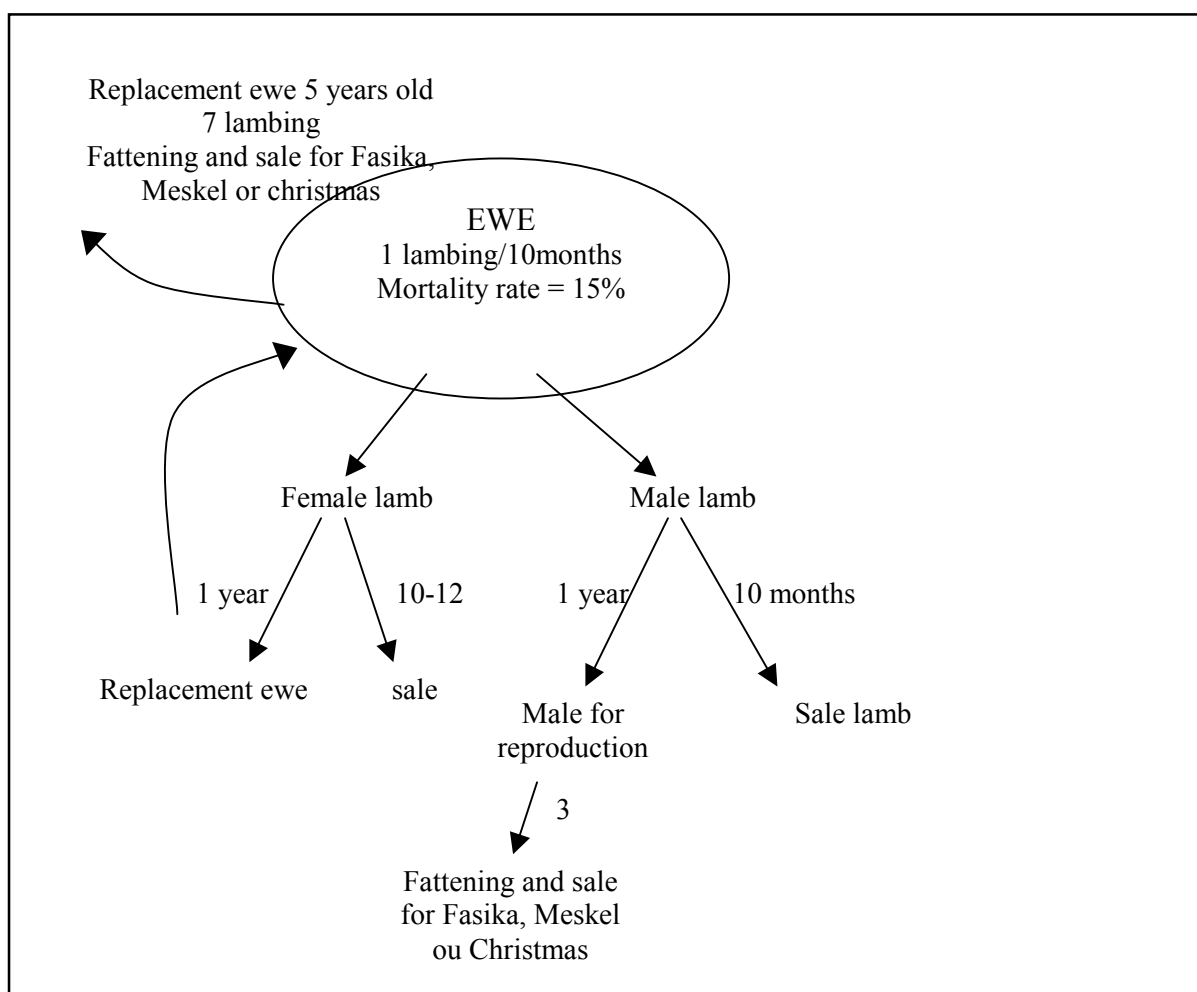 Replacement ewe 5 years old
7 lambing
Fattening and sale for Fasika,
Meskel or christmas
EWE
1 lambing/10months
Mortality rate = 15%
Female lamb
Male lamb
1 year
10-12
1 year
10 months
Replacement ewe
sale
Male for
reproduction
Sale lamb
3
Fattening and sale
for Fasika, Meskel
ou Christmas